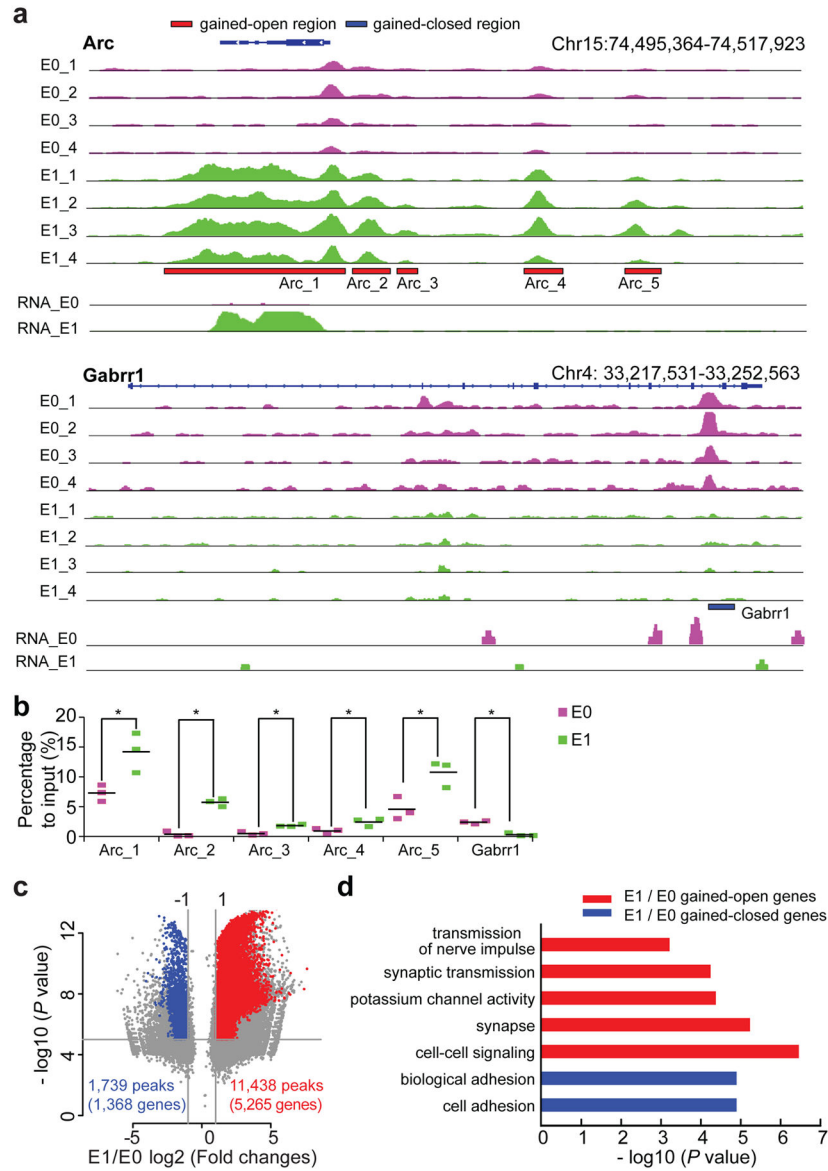 a
gained-open region gained-closed region
Arc Chr15:74,495,364-74,517,923
E0_1
E0_2
E0_3
E0_4
E1_1
E1_2
E1_3
E1_4
Arc_1 Arc_2 Arc_3 Arc_4 Arc_5
RNA_E0
RNA_E1
Gabrr1 Chr4: 33,217,531-33,252,563
E0_1
E0_2
E0_3
E0_4
E1_1
E1_2
E1_3
E1_4
Gabrr1
RNA_E0
RNA_E1
b
Percentage
to input (%)
20
15
10
5
0
* * * * * *
E0
E1
Arc_1 Arc_2 Arc_3 Arc_4 Arc_5 Gabrr1
c
-1 1
- log10 (P value)
12
8
4
0
1,739 peaks
(1,368 genes)
11,438 peaks
(5,265 genes)
-5 0 5
E1/E0 log2 (Fold changes)
d
E1 / E0 gained-open genes
E1 / E0 gained-closed genes
transmission
of nerve impulse
synaptic transmission
potassium channel activity
synapse
cell-cell signaling
biological adhesion
cell adhesion
0 1 2 3 4 5 6 7
- log10 (P value)